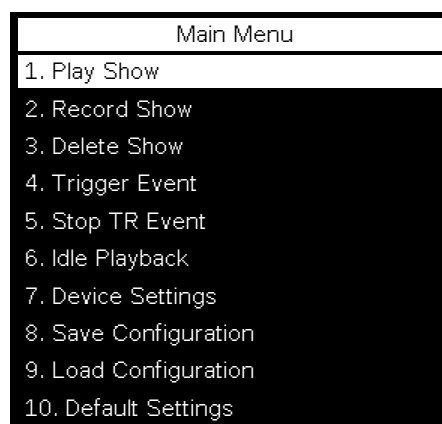 Main Menu
1. Play Show
2. Record Show
3. Delete Show
4. Trigger Event
5. Stop TR Event
6. Idle Playback
7. Device Settings
8. Save Configuration
9. Load Configuration
10. Default Settings